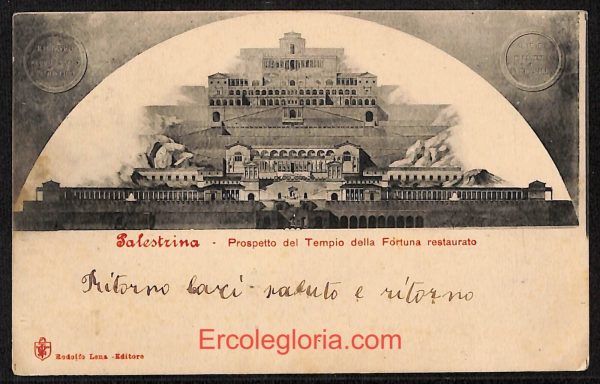 Palestrina - Prospetto del Tempio della Fortuna restaurato
Ritorno baci saluto e ritorno
Ercolegloria.com
Rodolfo Lena - Editore